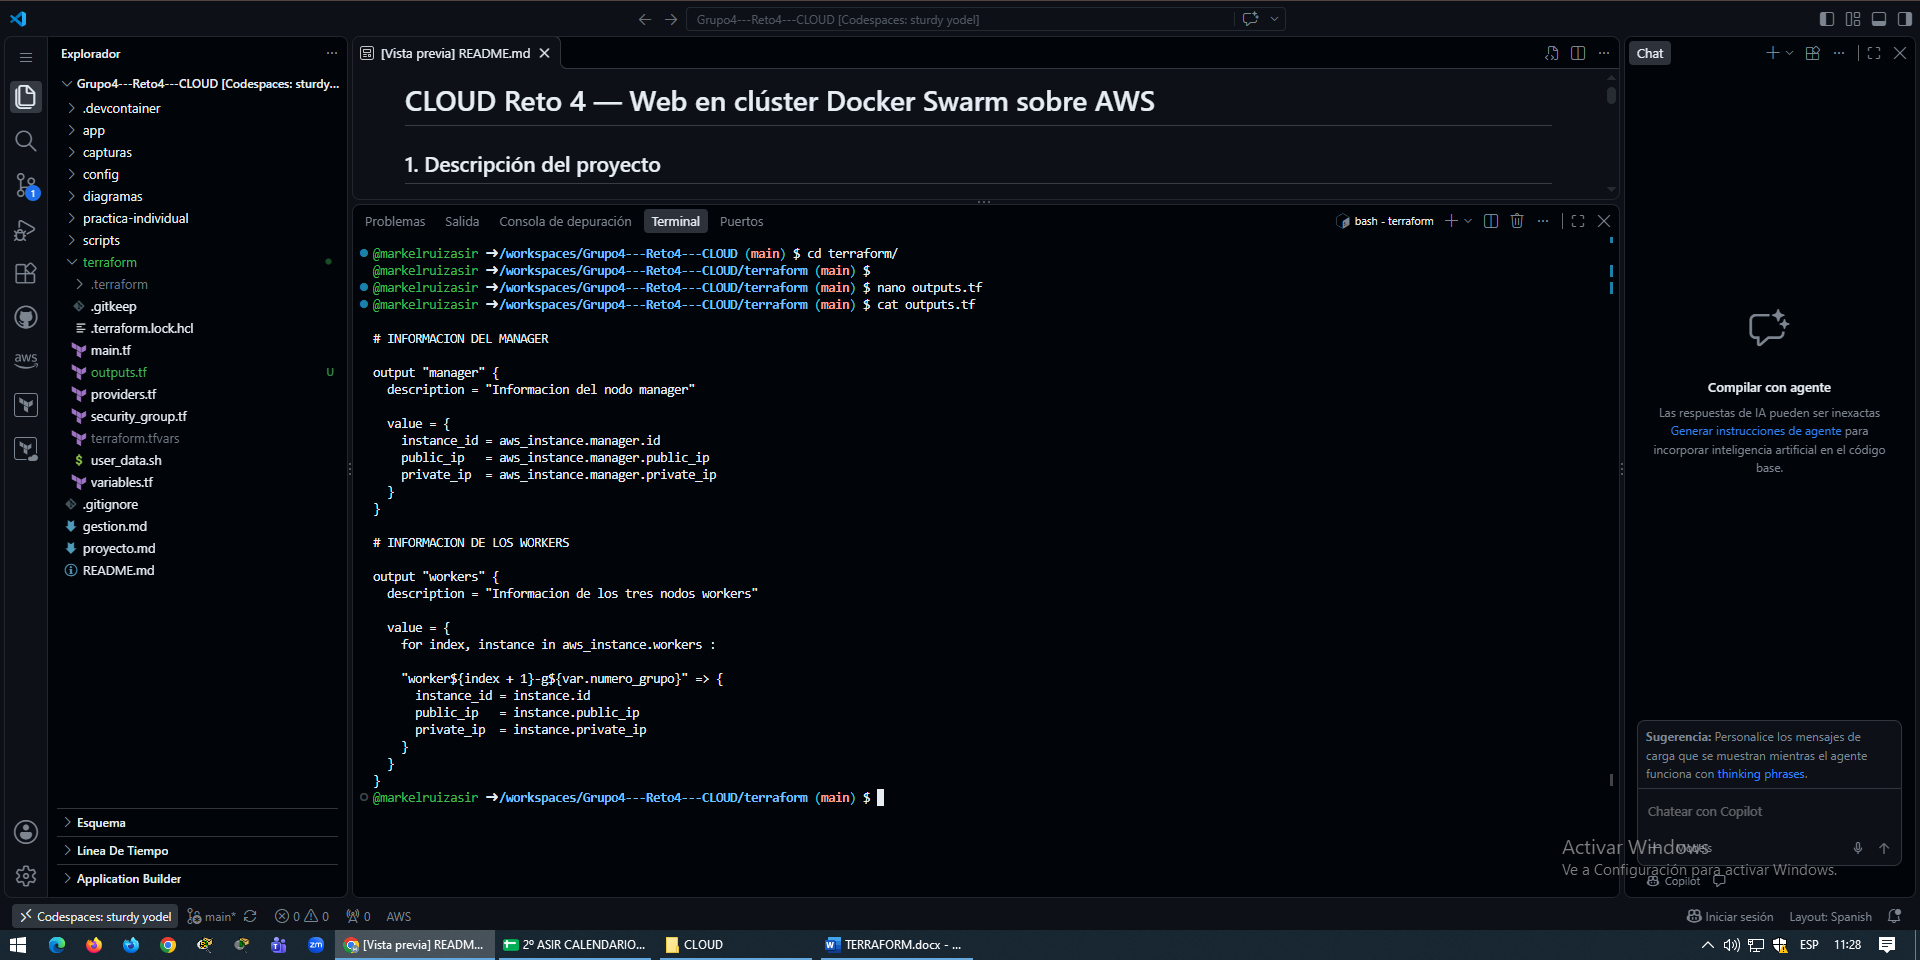 Grupo4---Reto4---CLOUD [Codespaces: sturdy yodel]
Explorador
Grupo4---Reto4---CLOUD [Codespaces: sturdy...
.devcontainer
app
capturas
config
diagramas
practica-individual
scripts
terraform
.terraform
.gitkeep
.terraform.lock.hcl
main.tf
outputs.tf U
providers.tf
security_group.tf
terraform.tfvars
$ user_data.sh
variables.tf
.gitignore
gestion.md
proyecto.md
README.md
Esquema
Línea De Tiempo
Application Builder
aws
1
[Vista previa] README.md
CLOUD Reto 4 — Web en clúster Docker Swarm sobre AWS
1. Descripción del proyecto
Problemas Salida Consola de depuración Terminal Puertos
bash - terraform
@markelruizasir ➜/workspaces/Grupo4---Reto4---CLOUD (main) $ cd terraform/
@markelruizasir ➜/workspaces/Grupo4---Reto4---CLOUD/terraform (main) $
@markelruizasir ➜/workspaces/Grupo4---Reto4---CLOUD/terraform (main) $ nano outputs.tf
@markelruizasir ➜/workspaces/Grupo4---Reto4---CLOUD/terraform (main) $ cat outputs.tf
# INFORMACION DEL MANAGER
output "manager" {
description = "Informacion del nodo manager"
value = {
instance_id = aws_instance.manager.id
public_ip   = aws_instance.manager.public_ip
private_ip  = aws_instance.manager.private_ip
}
}
# INFORMACION DE LOS WORKERS
output "workers" {
description = "Informacion de los tres nodos workers"
value = {
for index, instance in aws_instance.workers :
"worker${index + 1}-g${var.numero_grupo}" => {
instance_id = instance.id
public_ip   = instance.public_ip
private_ip  = instance.private_ip
}
}
}
@markelruizasir ➜/workspaces/Grupo4---Reto4---CLOUD/terraform (main) $
Chat
Compilar con agente
Las respuestas de IA pueden ser inexactas
Generar instrucciones de agente para
incorporar inteligencia artificial en el código
base.
Sugerencia: Personalice los mensajes de
carga que se muestran mientras el agente
funciona con thinking phrases.
Chatear con Copilot
Models
Copilot
Activar Windows
Ve a Configuración para activar Windows.
Codespaces: sturdy yodel main* 0 0 0 AWS
Iniciar sesión Layout: Spanish
[Vista previa] READM... 2º ASIR CALENDARIO... CLOUD TERRAFORM.docx - ...
ESP 11:28